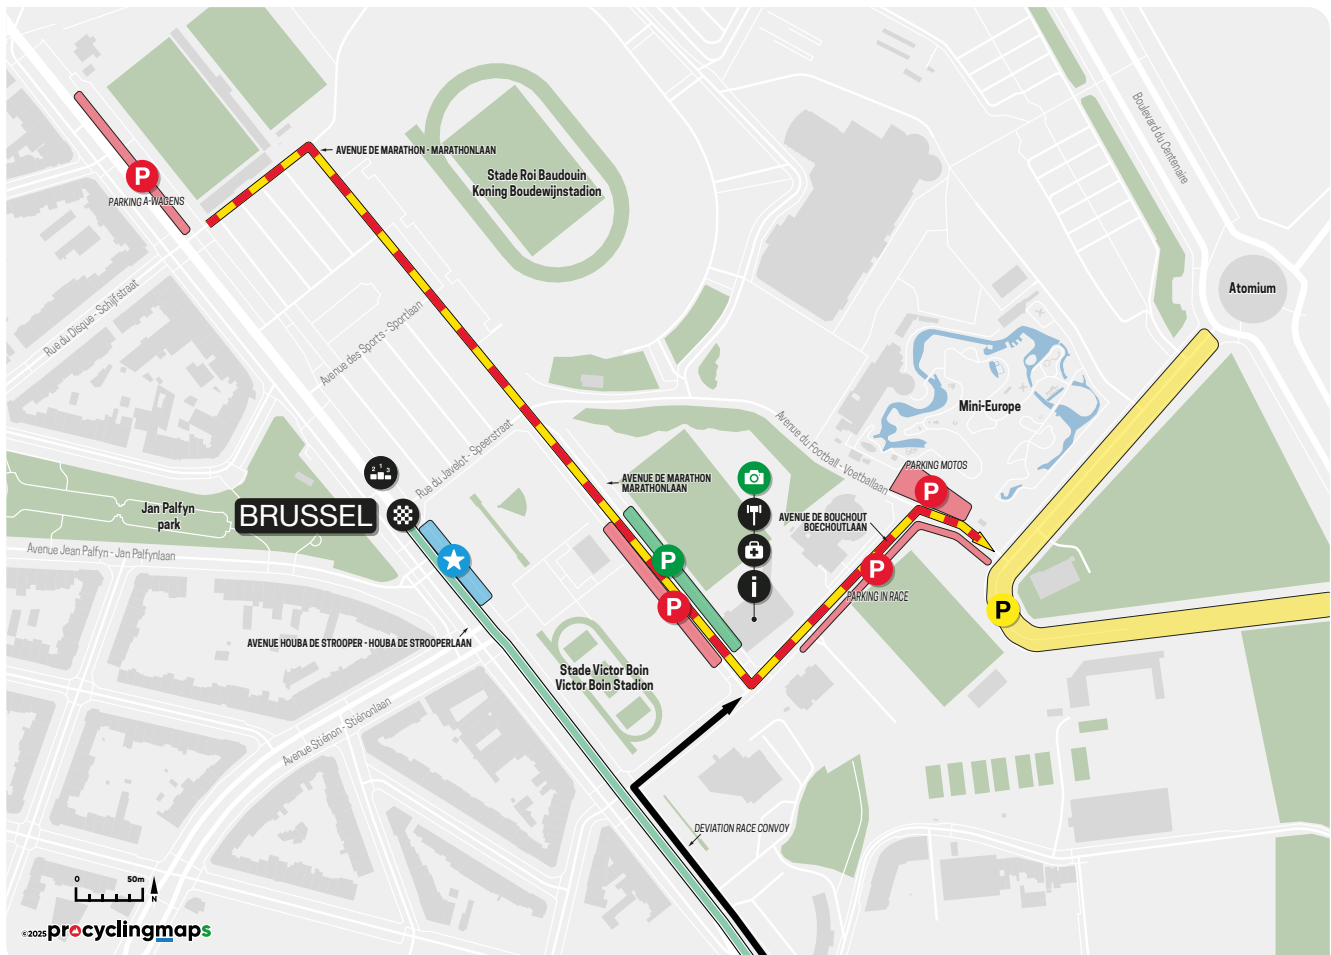 Boulevard du Centenaire
AVENUE DE MARATHON - MARATHONLAAN
Stade Roi Baudouin
Koning Boudewijnstadion
P
PARKING A-WAGENS
Atomium
Rue du Disque - Schijfstraat
Avenue des Sports - Sportlaan
Mini-Europe
Avenue du Football - Voetballaan
Rue du Javelot - Speerstraat
2 1 3
PARKING MOTOS
P
AVENUE DE MARATHON
MARATHONLAAN
Jan Palfyn
park
BRUSSEL
AVENUE DE BOUCHOUT
BOECHOUTLAAN
Avenue Jean Palfyn - Jan Palfynlaan
P
P
PARKING IN RACE
i
P
P
AVENUE HOUBA DE STROOPER - HOUBA DE STROOPERLAAN
Stade Victor Boin
Victor Boin Stadion
Avenue Stiénon - Stiénonlaan
DEVIATION RACE CONVOY
0 50m
N
©2025 procyclingmaps